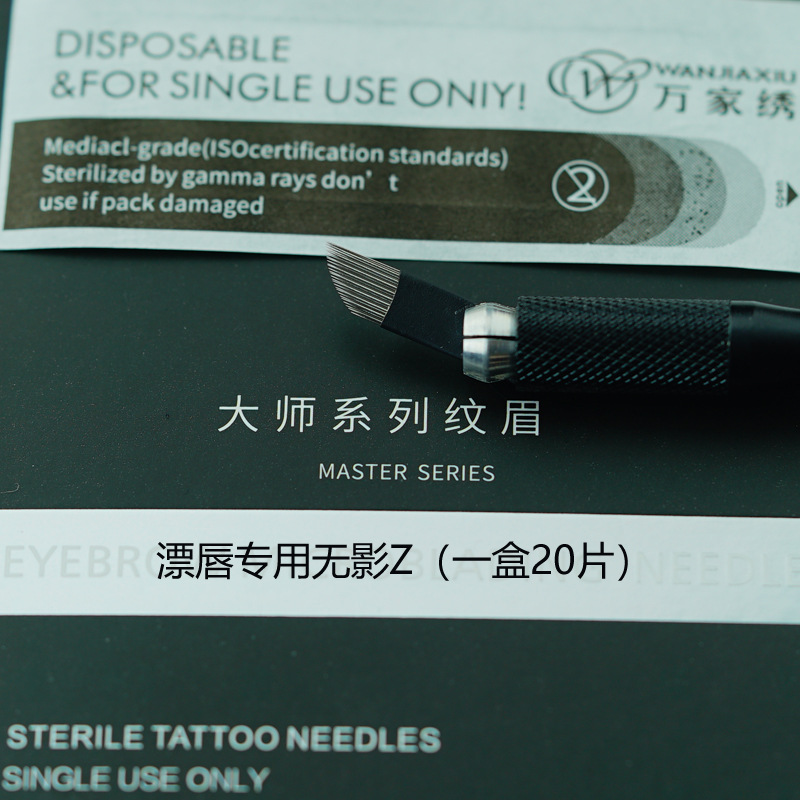 DISPOSABLE
&FOR SINGLE USE ONIY!
WANJIAXIU
万家绣
Mediacl-grade(ISOcertification standards)
Sterilized by gamma rays don't
use if pack damaged
2
open
大师系列纹眉
MASTER SERIES
漂唇专用无影Z（一盒20片）
STERILE TATTOO NEEDLES
SINGLE USE ONLY